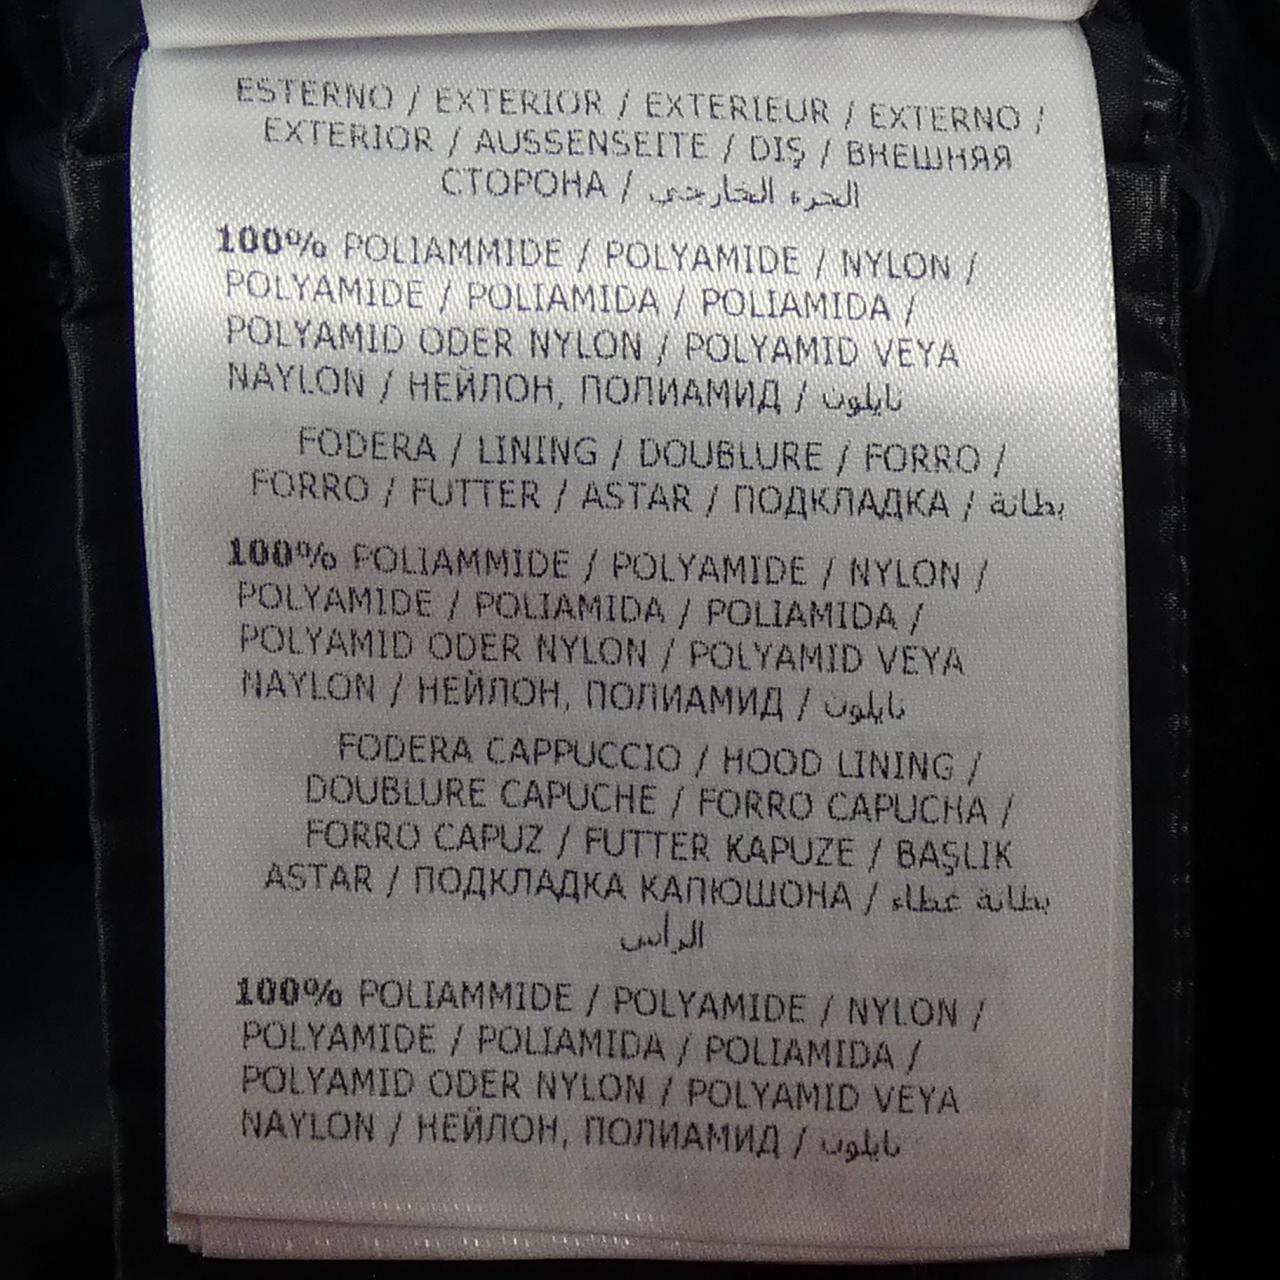 ESTERNO / EXTERIOR / EXTERIEUR / EXTERNO /
EXTERIOR / AUSSENSEITE / DIŞ / ВНЕШНЯЯ
СТОРОНА / الجزء الخارجي
100% POLIAMMIDE / POLYAMIDE / NYLON /
POLYAMIDE / POLIAMIDA / POLIAMIDA /
POLYAMID ODER NYLON / POLYAMID VEYA
NAYLON / НЕЙЛОН, ПОЛИАМИД / نايلون
FODERA / LINING / DOUBLURE / FORRO /
FORRO / FUTTER / ASTAR / ПОДКЛАДКА / بطانة
100% POLIAMMIDE / POLYAMIDE / NYLON /
POLYAMIDE / POLIAMIDA / POLIAMIDA /
POLYAMID ODER NYLON / POLYAMID VEYA
NAYLON / НЕЙЛОН, ПОЛИАМИД / نايلون
FODERA CAPPUCCIO / HOOD LINING /
DOUBLURE CAPUCHE / FORRO CAPUCHA /
FORRO CAPUZ / FUTTER KAPUZE / BAŞLIK
ASTAR / ПОДКЛАДКА КАПЮШОНА / بطانة غطاء
الرأس
100% POLIAMMIDE / POLYAMIDE / NYLON /
POLYAMIDE / POLIAMIDA / POLIAMIDA /
POLYAMID ODER NYLON / POLYAMID VEYA
NAYLON / НЕЙЛОН, ПОЛИАМИД / نايلون